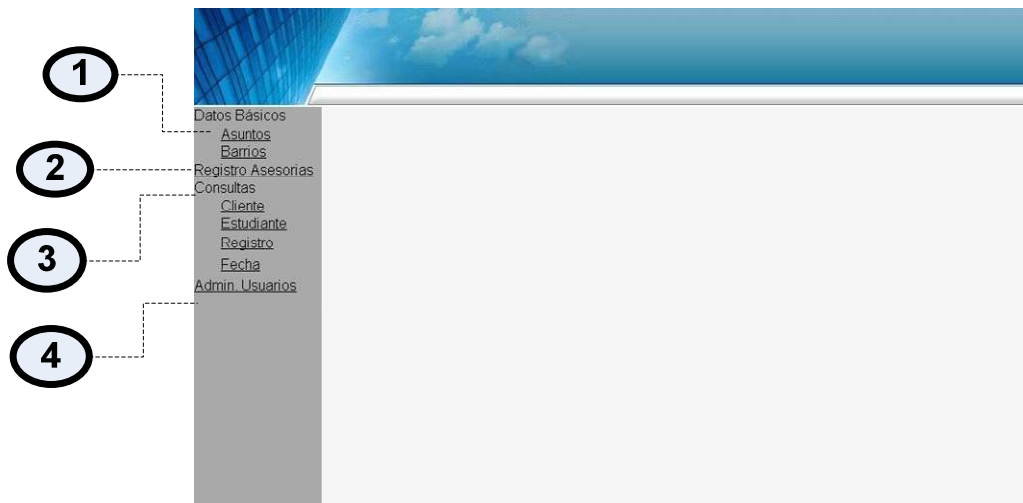 1
Datos Básicos
Asuntos
Barrios
2
Registro Asesorias
Consultas
Cliente
Estudiante
3
Registro
Fecha
Admin. Usuarios
4